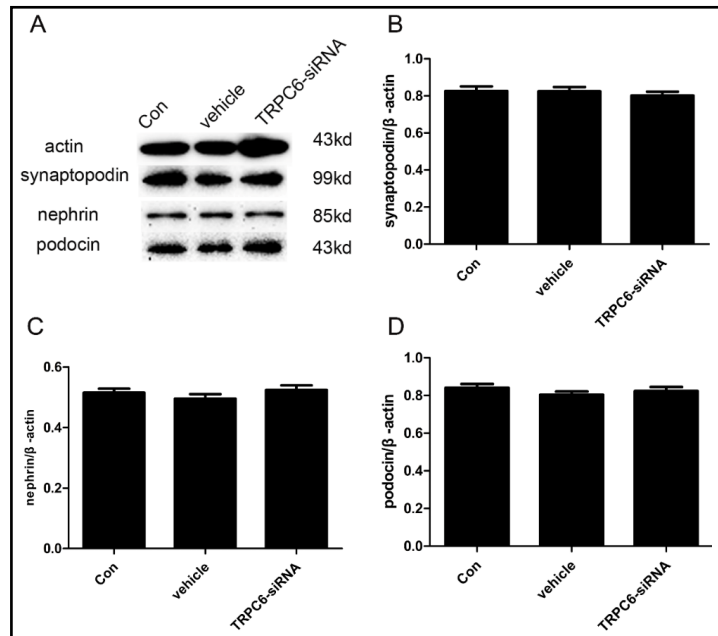 A
Con
vehicle
TRPC6-siRNA
actin
43kd
synaptopodin
99kd
nephrin
85kd
podocin
43kd
B
synaptopodin/β -actin
1.0
0.8
0.6
0.4
0.2
0.0
Con
vehicle
TRPC6-siRNA
C
nephrin/β -actin
0.6
0.4
0.2
0.0
Con
vehicle
TRPC6-siRNA
D
podocin/β -actin
1.0
0.8
0.6
0.4
0.2
0.0
Con
vehicle
TRPC6-siRNA